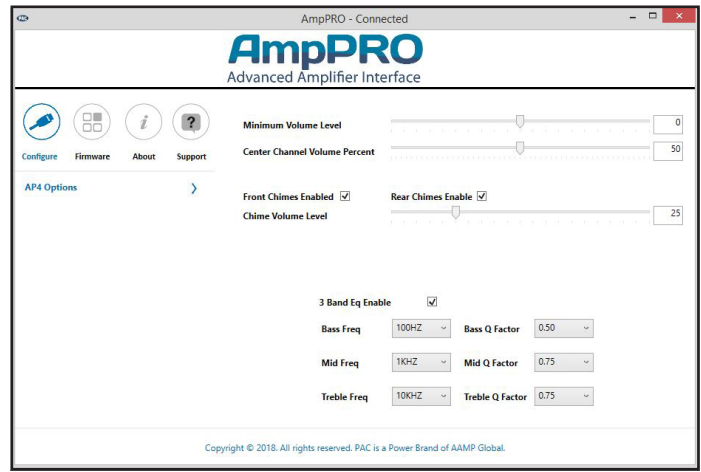 PAC
AmpPRO - Connected
AmpPRO
Advanced Amplifier Interface
Configure Firmware About Support
AP4 Options
Minimum Volume Level 0
Center Channel Volume Percent 50
Front Chimes Enabled Rear Chimes Enable
Chime Volume Level 25
3 Band Eq Enable
Bass Freq 100HZ Bass Q Factor 0.50
Mid Freq 1KHZ Mid Q Factor 0.75
Treble Freq 10KHZ Treble Q Factor 0.75
Copyright © 2018. All rights reserved. PAC is a Power Brand of AAMP Global.